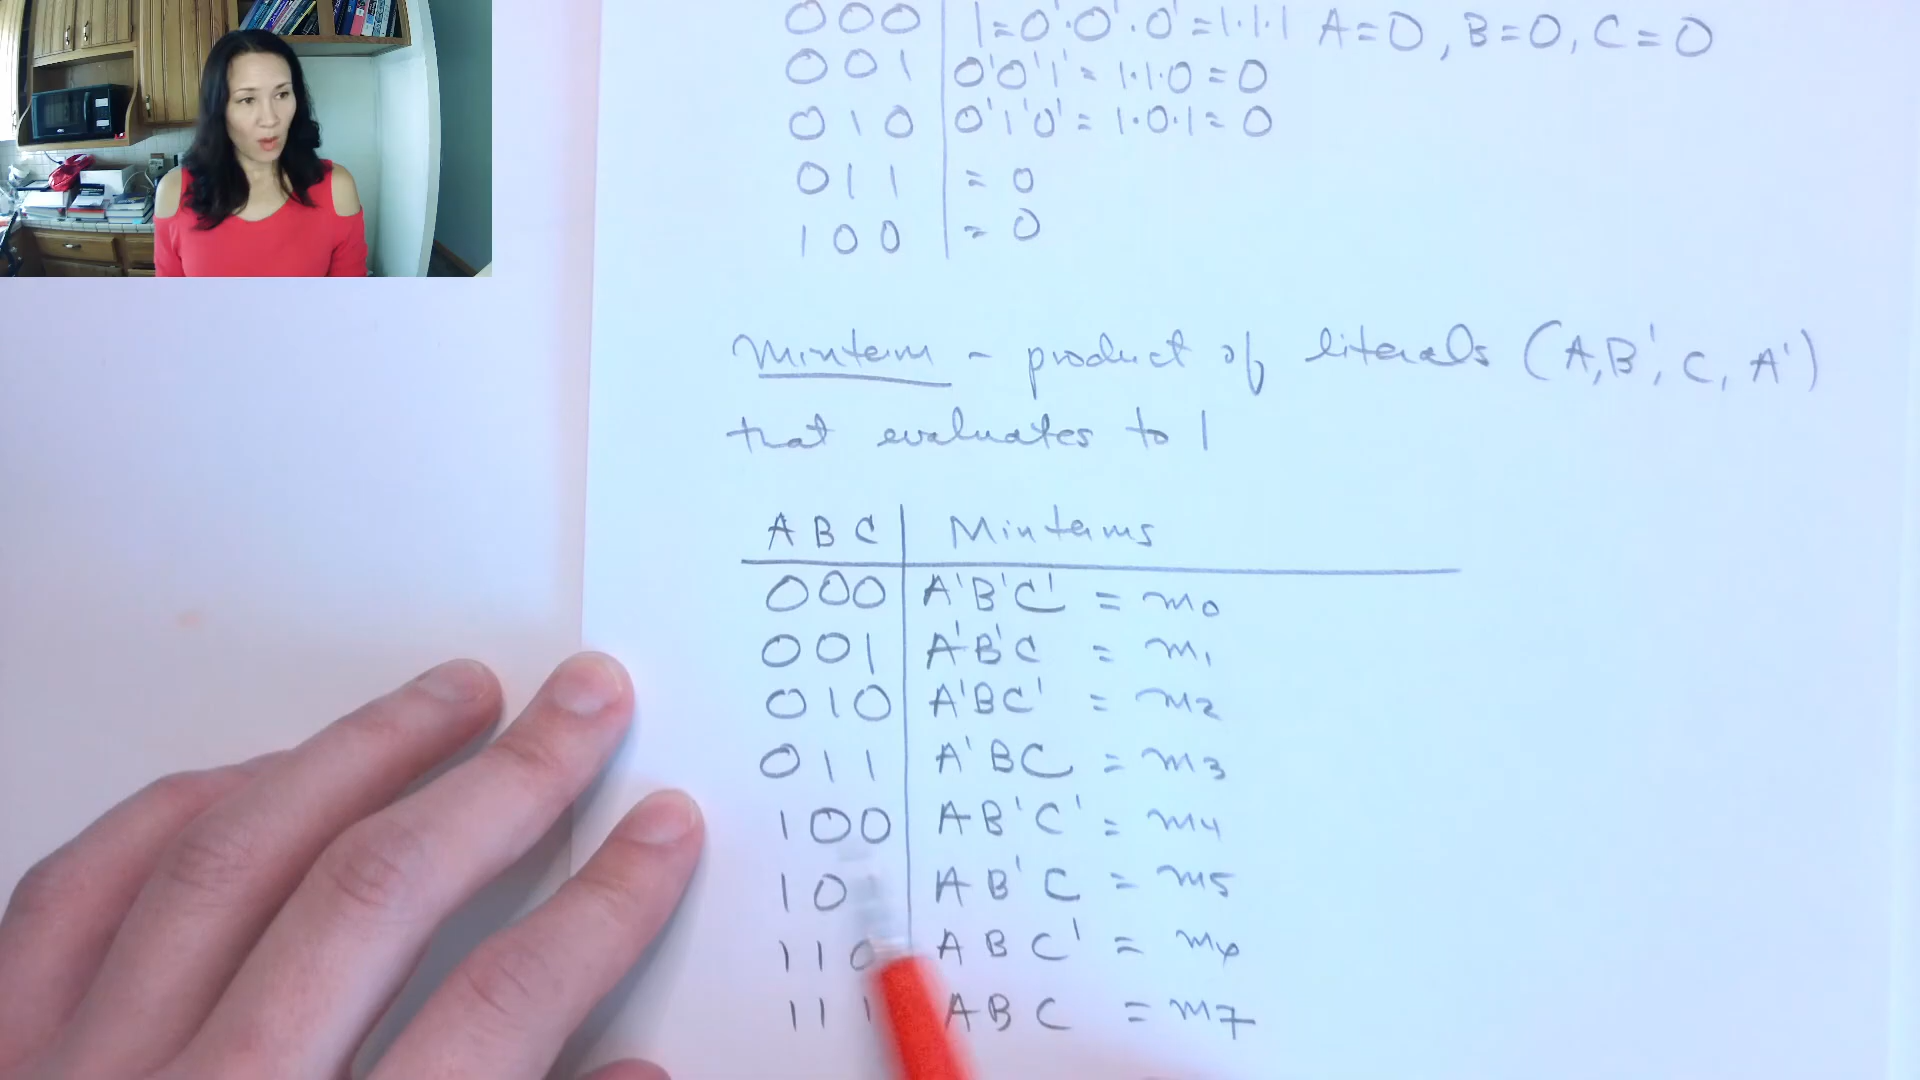 000 | 1=0'·0'·0'=1·1·1 A=0, B=0, C=0
001 | 0'0'1'=1·1·0=0
010 | 0'1'0'=1·0·1=0
011 | =0
100 | =0
Minterm - product of literals (A,B',C,A')
that evaluates to 1
A B C | Minterms
000 | A'B'C' = m0
001 | A'B'C = m1
010 | A'BC' = m2
011 | A'BC = m3
100 | AB'C' = m4
10 | AB'C = m5
110 | ABC' = m6
111 | ABC = m7